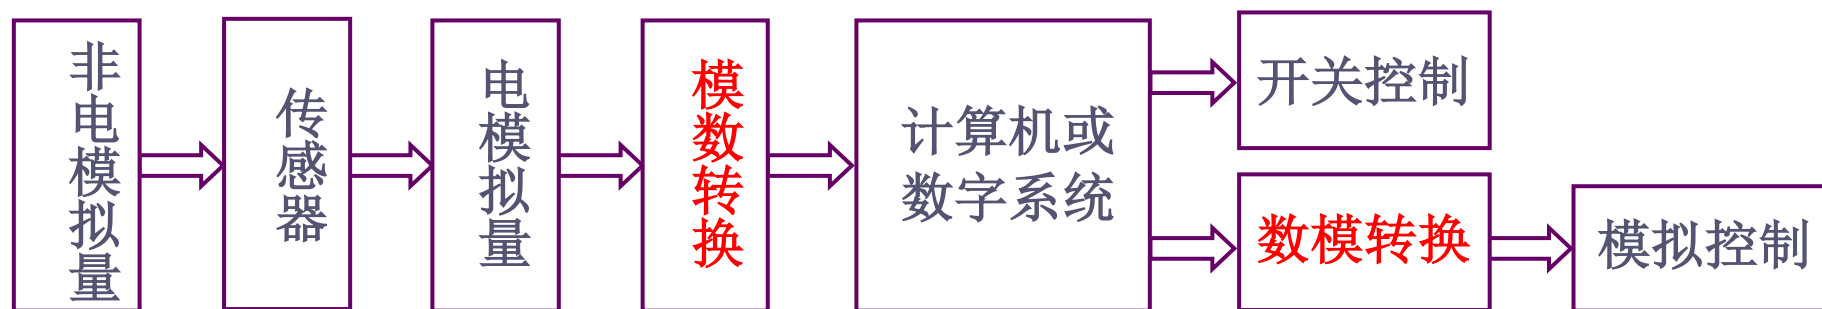 非电模拟量
传感器
电模拟量
模数转换
计算机或
数字系统
开关控制
数模转换
模拟控制